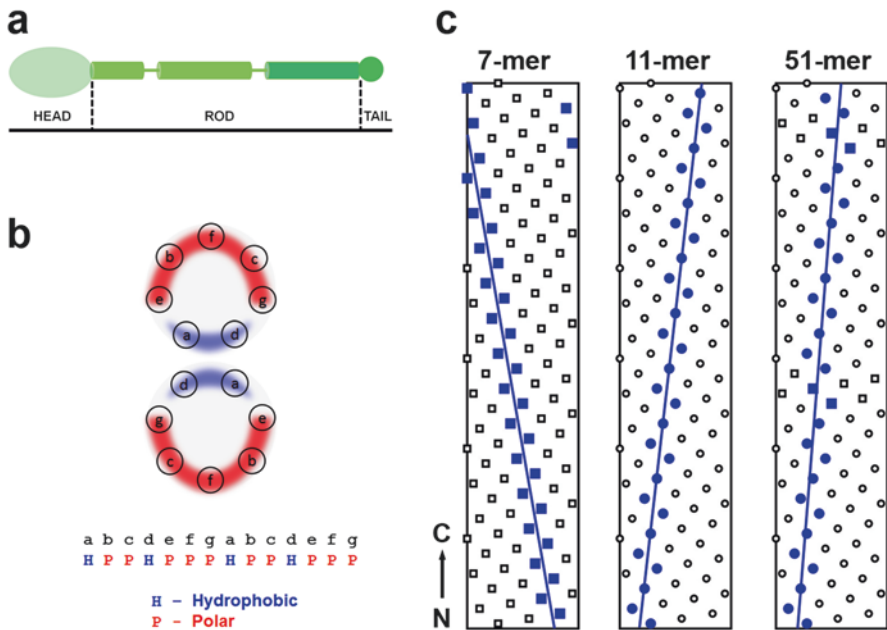 a
HEAD ROD TAIL
b
f
b c
e g
a d
d a
g e
c b
f
a b c d e f g a b c d e f g
H P P H P P P H P P H P P P
H – Hydrophobic
P – Polar
c
7-mer 11-mer 51-mer
C
N